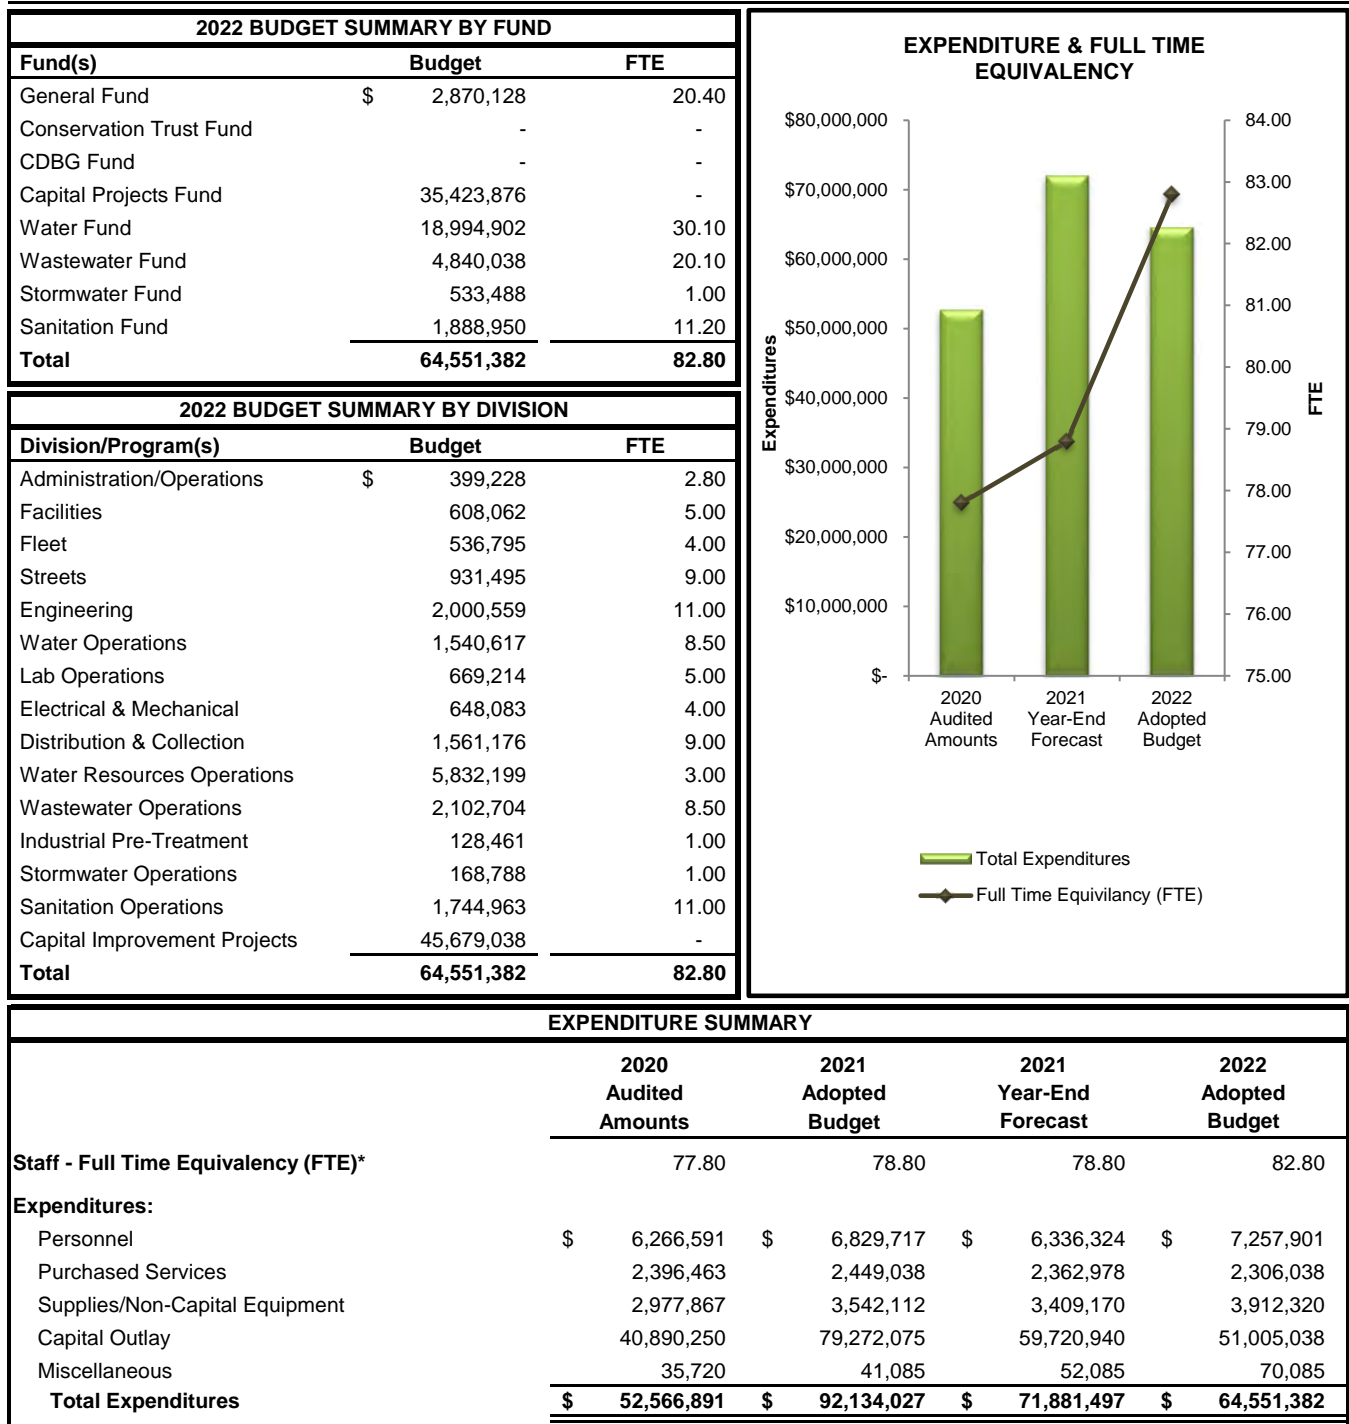 2022 BUDGET SUMMARY BY FUND
Fund(s) Budget FTE
General Fund $ 2,870,128 20.40
Conservation Trust Fund - -
CDBG Fund - -
Capital Projects Fund 35,423,876 -
Water Fund 18,994,902 30.10
Wastewater Fund 4,840,038 20.10
Stormwater Fund 533,488 1.00
Sanitation Fund 1,888,950 11.20
Total 64,551,382 82.80
2022 BUDGET SUMMARY BY DIVISION
Division/Program(s) Budget FTE
Administration/Operations $ 399,228 2.80
Facilities 608,062 5.00
Fleet 536,795 4.00
Streets 931,495 9.00
Engineering 2,000,559 11.00
Water Operations 1,540,617 8.50
Lab Operations 669,214 5.00
Electrical & Mechanical 648,083 4.00
Distribution & Collection 1,561,176 9.00
Water Resources Operations 5,832,199 3.00
Wastewater Operations 2,102,704 8.50
Industrial Pre-Treatment 128,461 1.00
Stormwater Operations 168,788 1.00
Sanitation Operations 1,744,963 11.00
Capital Improvement Projects 45,679,038 -
Total 64,551,382 82.80
EXPENDITURE & FULL TIME
EQUIVALENCY
$80,000,000 84.00
$70,000,000 83.00
$60,000,000 82.00
$50,000,000 81.00
$40,000,000 80.00
$30,000,000 79.00
$20,000,000 78.00
$10,000,000 77.00
$- 76.00
75.00
Expenditures
FTE
2020 2021 2022
Audited Year-End Adopted
Amounts Forecast Budget
Total Expenditures
Full Time Equivilancy (FTE)
EXPENDITURE SUMMARY
2020 2021 2021 2022
Audited Adopted Year-End Adopted
Amounts Budget Forecast Budget
Staff - Full Time Equivalency (FTE)* 77.80 78.80 78.80 82.80
Expenditures:
Personnel $ 6,266,591 $ 6,829,717 $ 6,336,324 $ 7,257,901
Purchased Services 2,396,463 2,449,038 2,362,978 2,306,038
Supplies/Non-Capital Equipment 2,977,867 3,542,112 3,409,170 3,912,320
Capital Outlay 40,890,250 79,272,075 59,720,940 51,005,038
Miscellaneous 35,720 41,085 52,085 70,085
Total Expenditures $ 52,566,891 $ 92,134,027 $ 71,881,497 $ 64,551,382